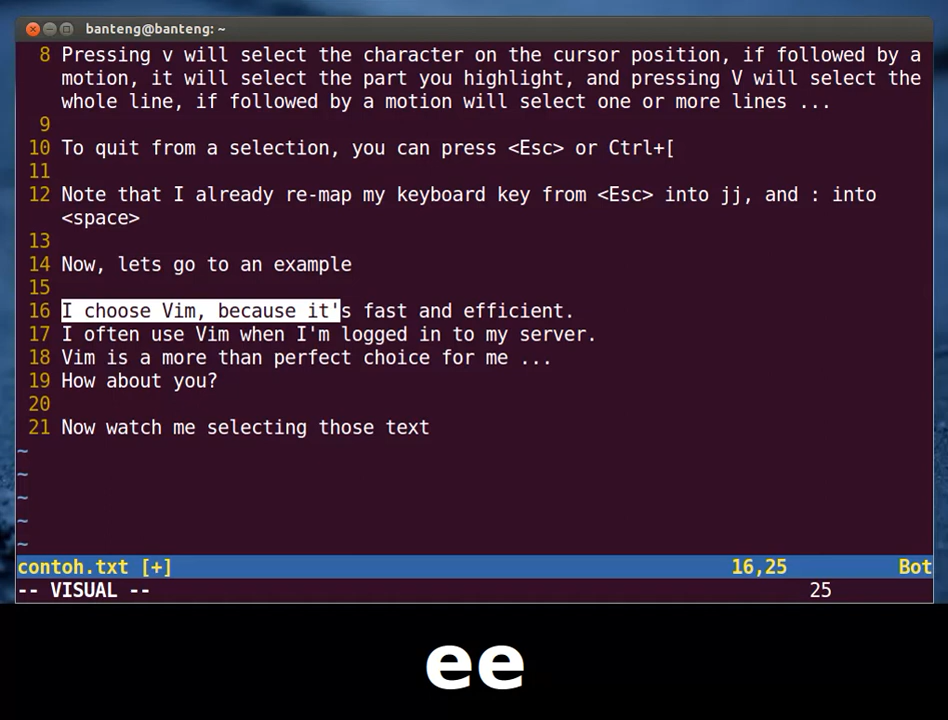 banteng@banteng: ~
8 Pressing v will select the character on the cursor position, if followed by a
motion, it will select the part you highlight, and pressing V will select the
whole line, if followed by a motion will select one or more lines ...
9
10 To quit from a selection, you can press <Esc> or Ctrl+[
11
12 Note that I already re-map my keyboard key from <Esc> into jj, and : into
<space>
13
14 Now, lets go to an example
15
16 I choose Vim, because it's fast and efficient.
17 I often use Vim when I'm logged in to my server.
18 Vim is a more than perfect choice for me ...
19 How about you?
20
21 Now watch me selecting those text
~
~
~
~
~
contoh.txt [+] 16,25 Bot
-- VISUAL -- 25
ee